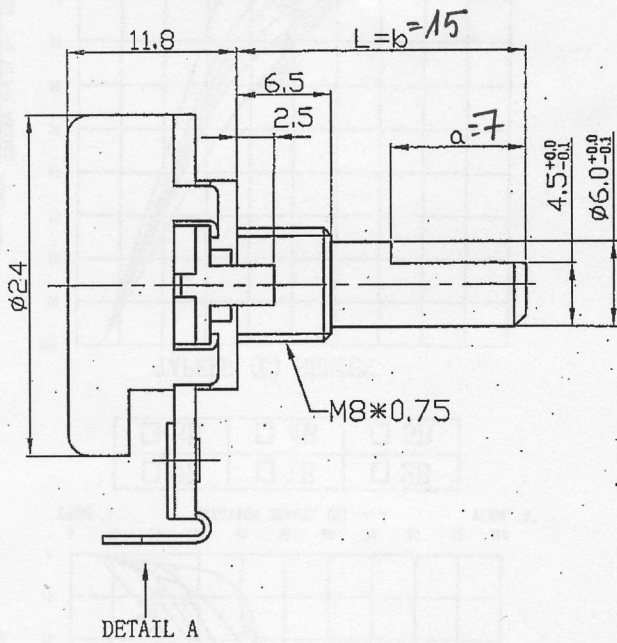 11.8
L=b=15
6.5
2.5
a=7
4.5+0.0-0.1
ø6.0+0.0-0.1
ø24
M8*0.75
DETAIL A